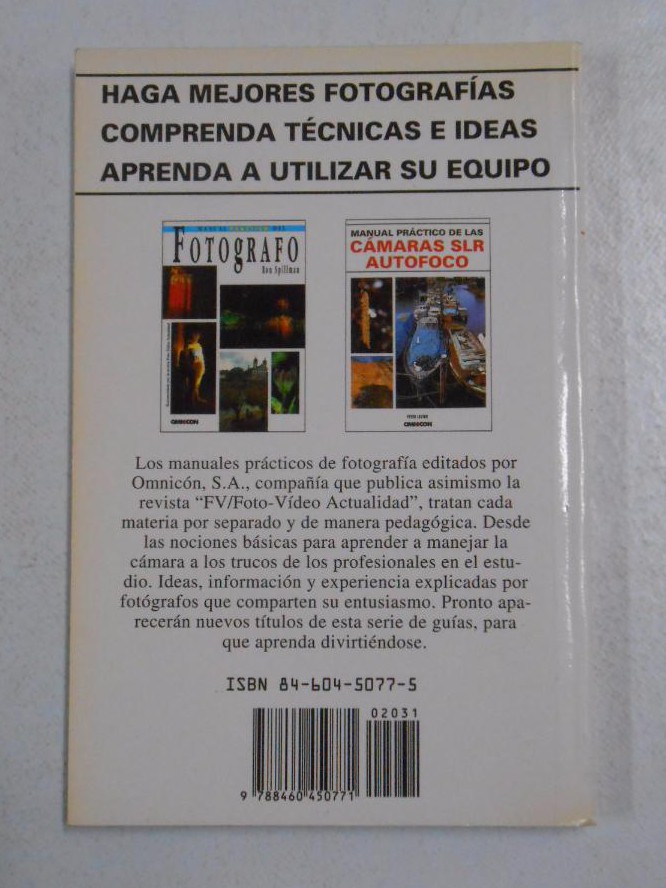 HAGA MEJORES FOTOGRAFÍAS
COMPRENDA TÉCNICAS E IDEAS
APRENDA A UTILIZAR SU EQUIPO
MANUAL PRÁCTICO DEL
FOTOGRAFO
Ron Spillman
OMNICON
MANUAL PRÁCTICO DE LAS
CÁMARAS SLR
AUTOFOCO
OMNICON
Los manuales prácticos de fotografía editados por
Omnicón, S.A., compañía que publica asimismo la
revista “FV/Foto-Vídeo Actualidad”, tratan cada
materia por separado y de manera pedagógica. Desde
las nociones básicas para aprender a manejar la
cámara a los trucos de los profesionales en el estu-
dio. Ideas, información y experiencia explicadas por
fotógrafos que comparten su entusiasmo. Pronto apa-
recerán nuevos títulos de esta serie de guías, para
que aprenda divirtiéndose.
ISBN 84-604-5077-5
02031
9 788460 450771